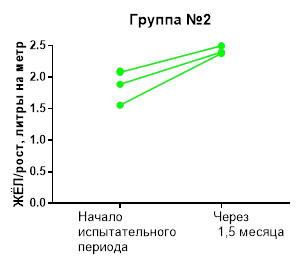 Группа №2
ЖЁЛ/рост, литры на метр
2.5
2.0
1.5
1.0
0.5
0.0
Начало
испытательного
периода
Через
1,5 месяца